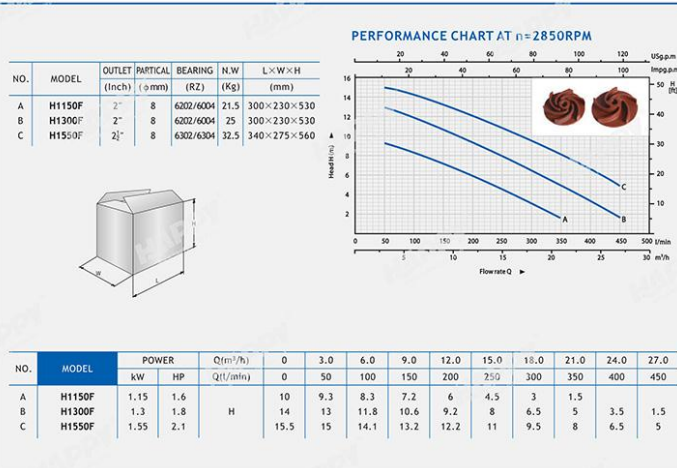 PERFORMANCE CHART AT n=2850RPM
NO. MODEL OUTLET PARTICAL BEARING N.W L×W×H
(Inch) (φmm) (RZ) (Kg) (mm)
A H1150F 2" 8 6202/6004 21.5 300×230×530
B H1300F 2" 8 6202/6004 25 300×230×530
C H1550F 2½" 8 6302/6304 32.5 340×275×560
20 40 60 80 100 120 USg.p.m
20 40 60 80 100 Impg.p.m
16
14
12
10
8
6
4
2
Head H (m)
50 H
[ft]
40
30
20
10
C
A B
0 50 100 150 200 250 300 350 400 450 500 l/min
5 10 15 20 25 30 m³/h
Flow rate Q
H
W
L
HAPPY
NO. MODEL POWER Q(m³/h) 0 3.0 6.0 9.0 12.0 15.0 18.0 21.0 24.0 27.0
kW HP Q(l/min) 0 50 100 150 200 250 300 350 400 450
A H1150F 1.15 1.6 10 9.3 8.3 7.2 6 4.5 3 1.5
B H1300F 1.3 1.8 H 14 13 11.8 10.6 9.2 8 6.5 5 3.5 1.5
C H1550F 1.55 2.1 15.5 15 14.1 13.2 12.2 11 9.5 8 6.5 5